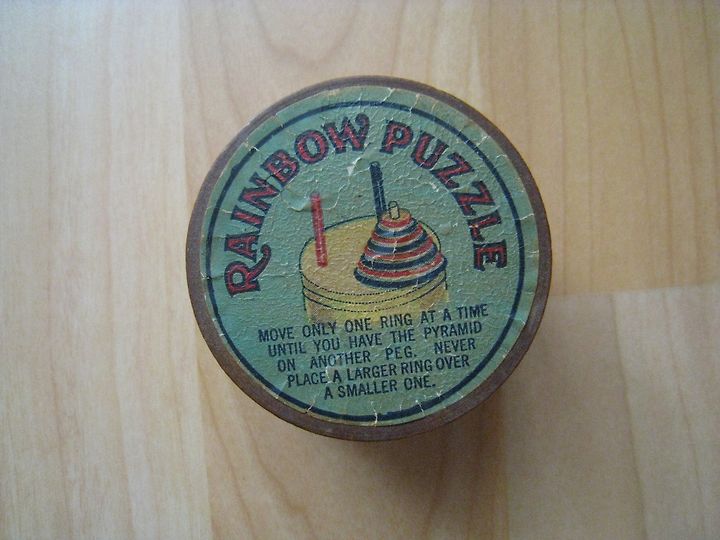 RAINBOW PUZZLE
MOVE ONLY ONE RING AT A TIME
UNTIL YOU HAVE THE PYRAMID
ON ANOTHER PEG. NEVER
PLACE A LARGER RING OVER
A SMALLER ONE.